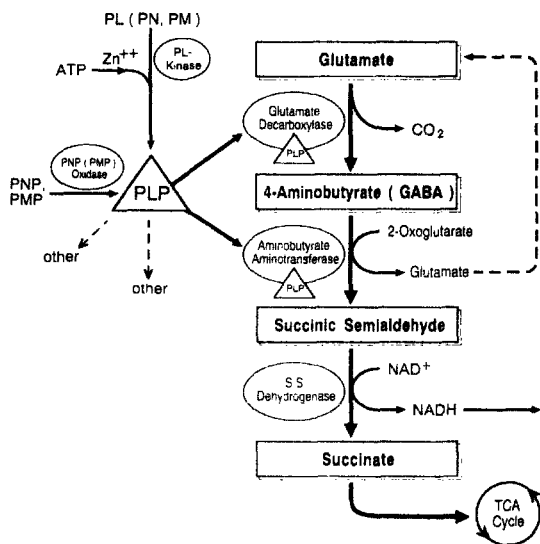 PL ( PN, PM )
Zn++
PL-
Kinase
ATP
PNP ( PMP )
Oxidase
PNP,
PMP
PLP
other
other
Glutamate
Glutamate
Decarboxylase
PLP
CO2
4-Aminobutyrate ( GABA )
Aminobutyrate
Aminotransferase
PLP
2-Oxoglutarate
Glutamate
Succinic Semialdehyde
S S
Dehydrogenase
NAD+
NADH
Succinate
TCA
Cycle